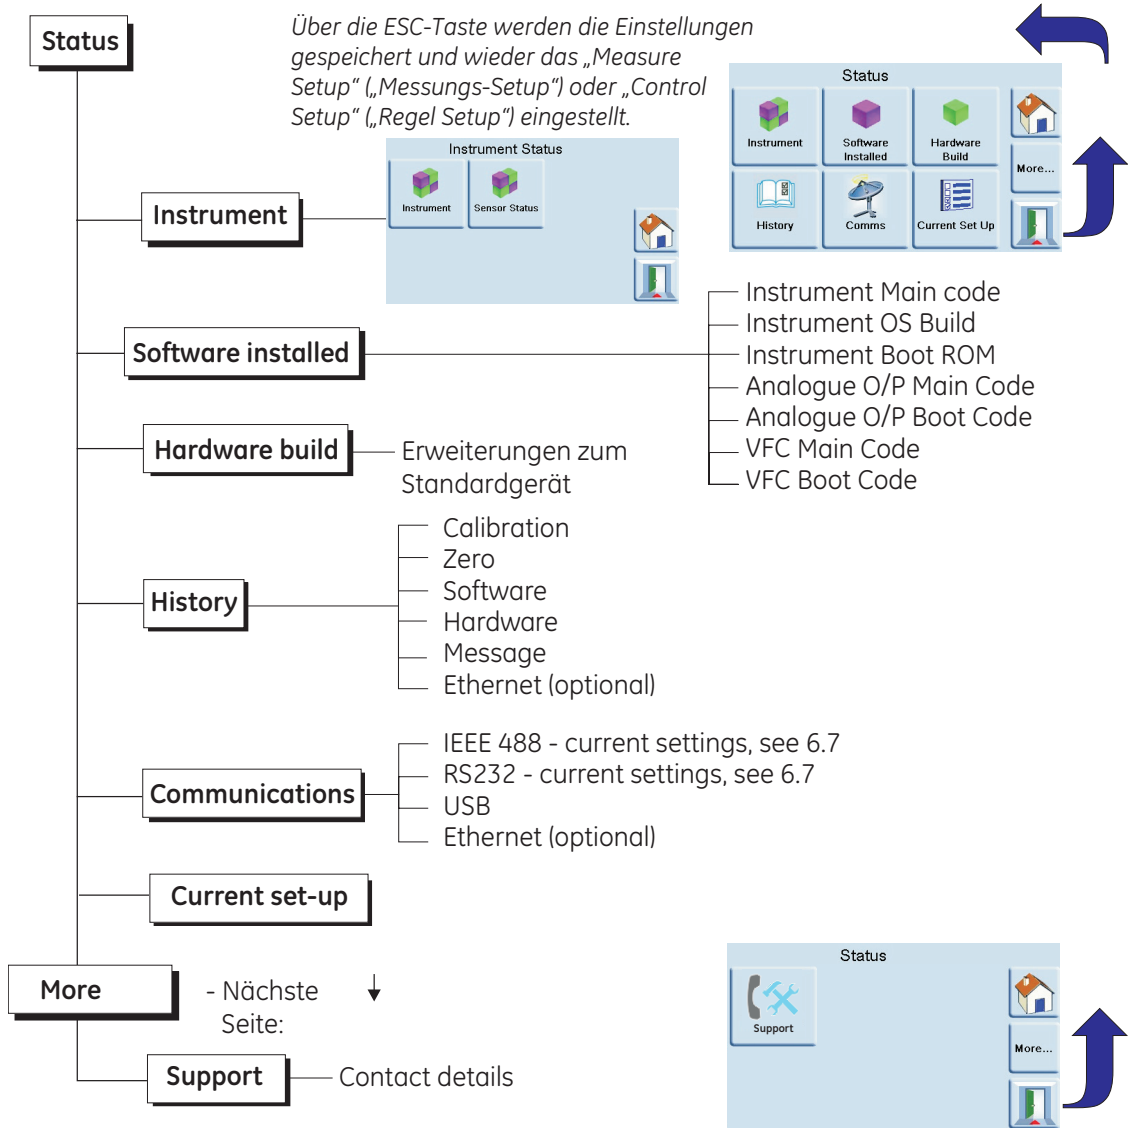 Status
Über die ESC-Taste werden die Einstellungen
gespeichert und wieder das „Measure
Setup“ („Messungs-Setup“) oder „Control
Setup“ („Regel Setup“) eingestellt.
Status
Instrument
Software
Installed
Hardware
Build
More...
History
Comms
Current Set Up
Instrument Status
Instrument
Sensor Status
Instrument
Software installed
Instrument Main code
Instrument OS Build
Instrument Boot ROM
Analogue O/P Main Code
Analogue O/P Boot Code
VFC Main Code
VFC Boot Code
Hardware build
Erweiterungen zum
Standardgerät
History
Calibration
Zero
Software
Hardware
Message
Ethernet (optional)
Communications
IEEE 488 - current settings, see 6.7
RS232 - current settings, see 6.7
USB
Ethernet (optional)
Current set-up
More
- Nächste
Seite:
Support
Contact details
Status
Support
More...